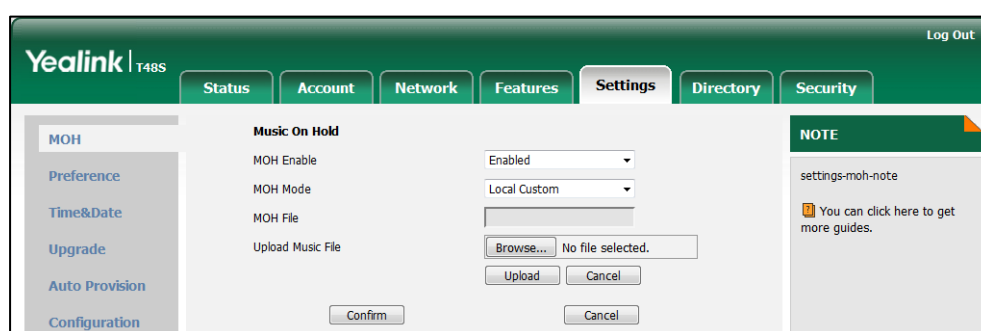 Log Out
Yealink T48S
Status Account Network Features Settings Directory Security
MOH
Preference
Time&Date
Upgrade
Auto Provision
Configuration
Music On Hold
MOH Enable Enabled
MOH Mode Local Custom
MOH File
Upload Music File Browse... No file selected.
Upload Cancel
Confirm Cancel
NOTE
settings-moh-note
You can click here to get
more guides.